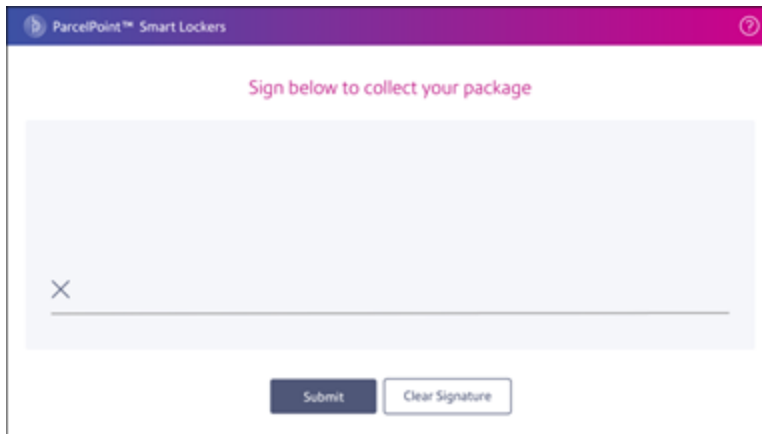 ParcelPoint™ Smart Lockers
?
Sign below to collect your package
X
Submit
Clear Signature